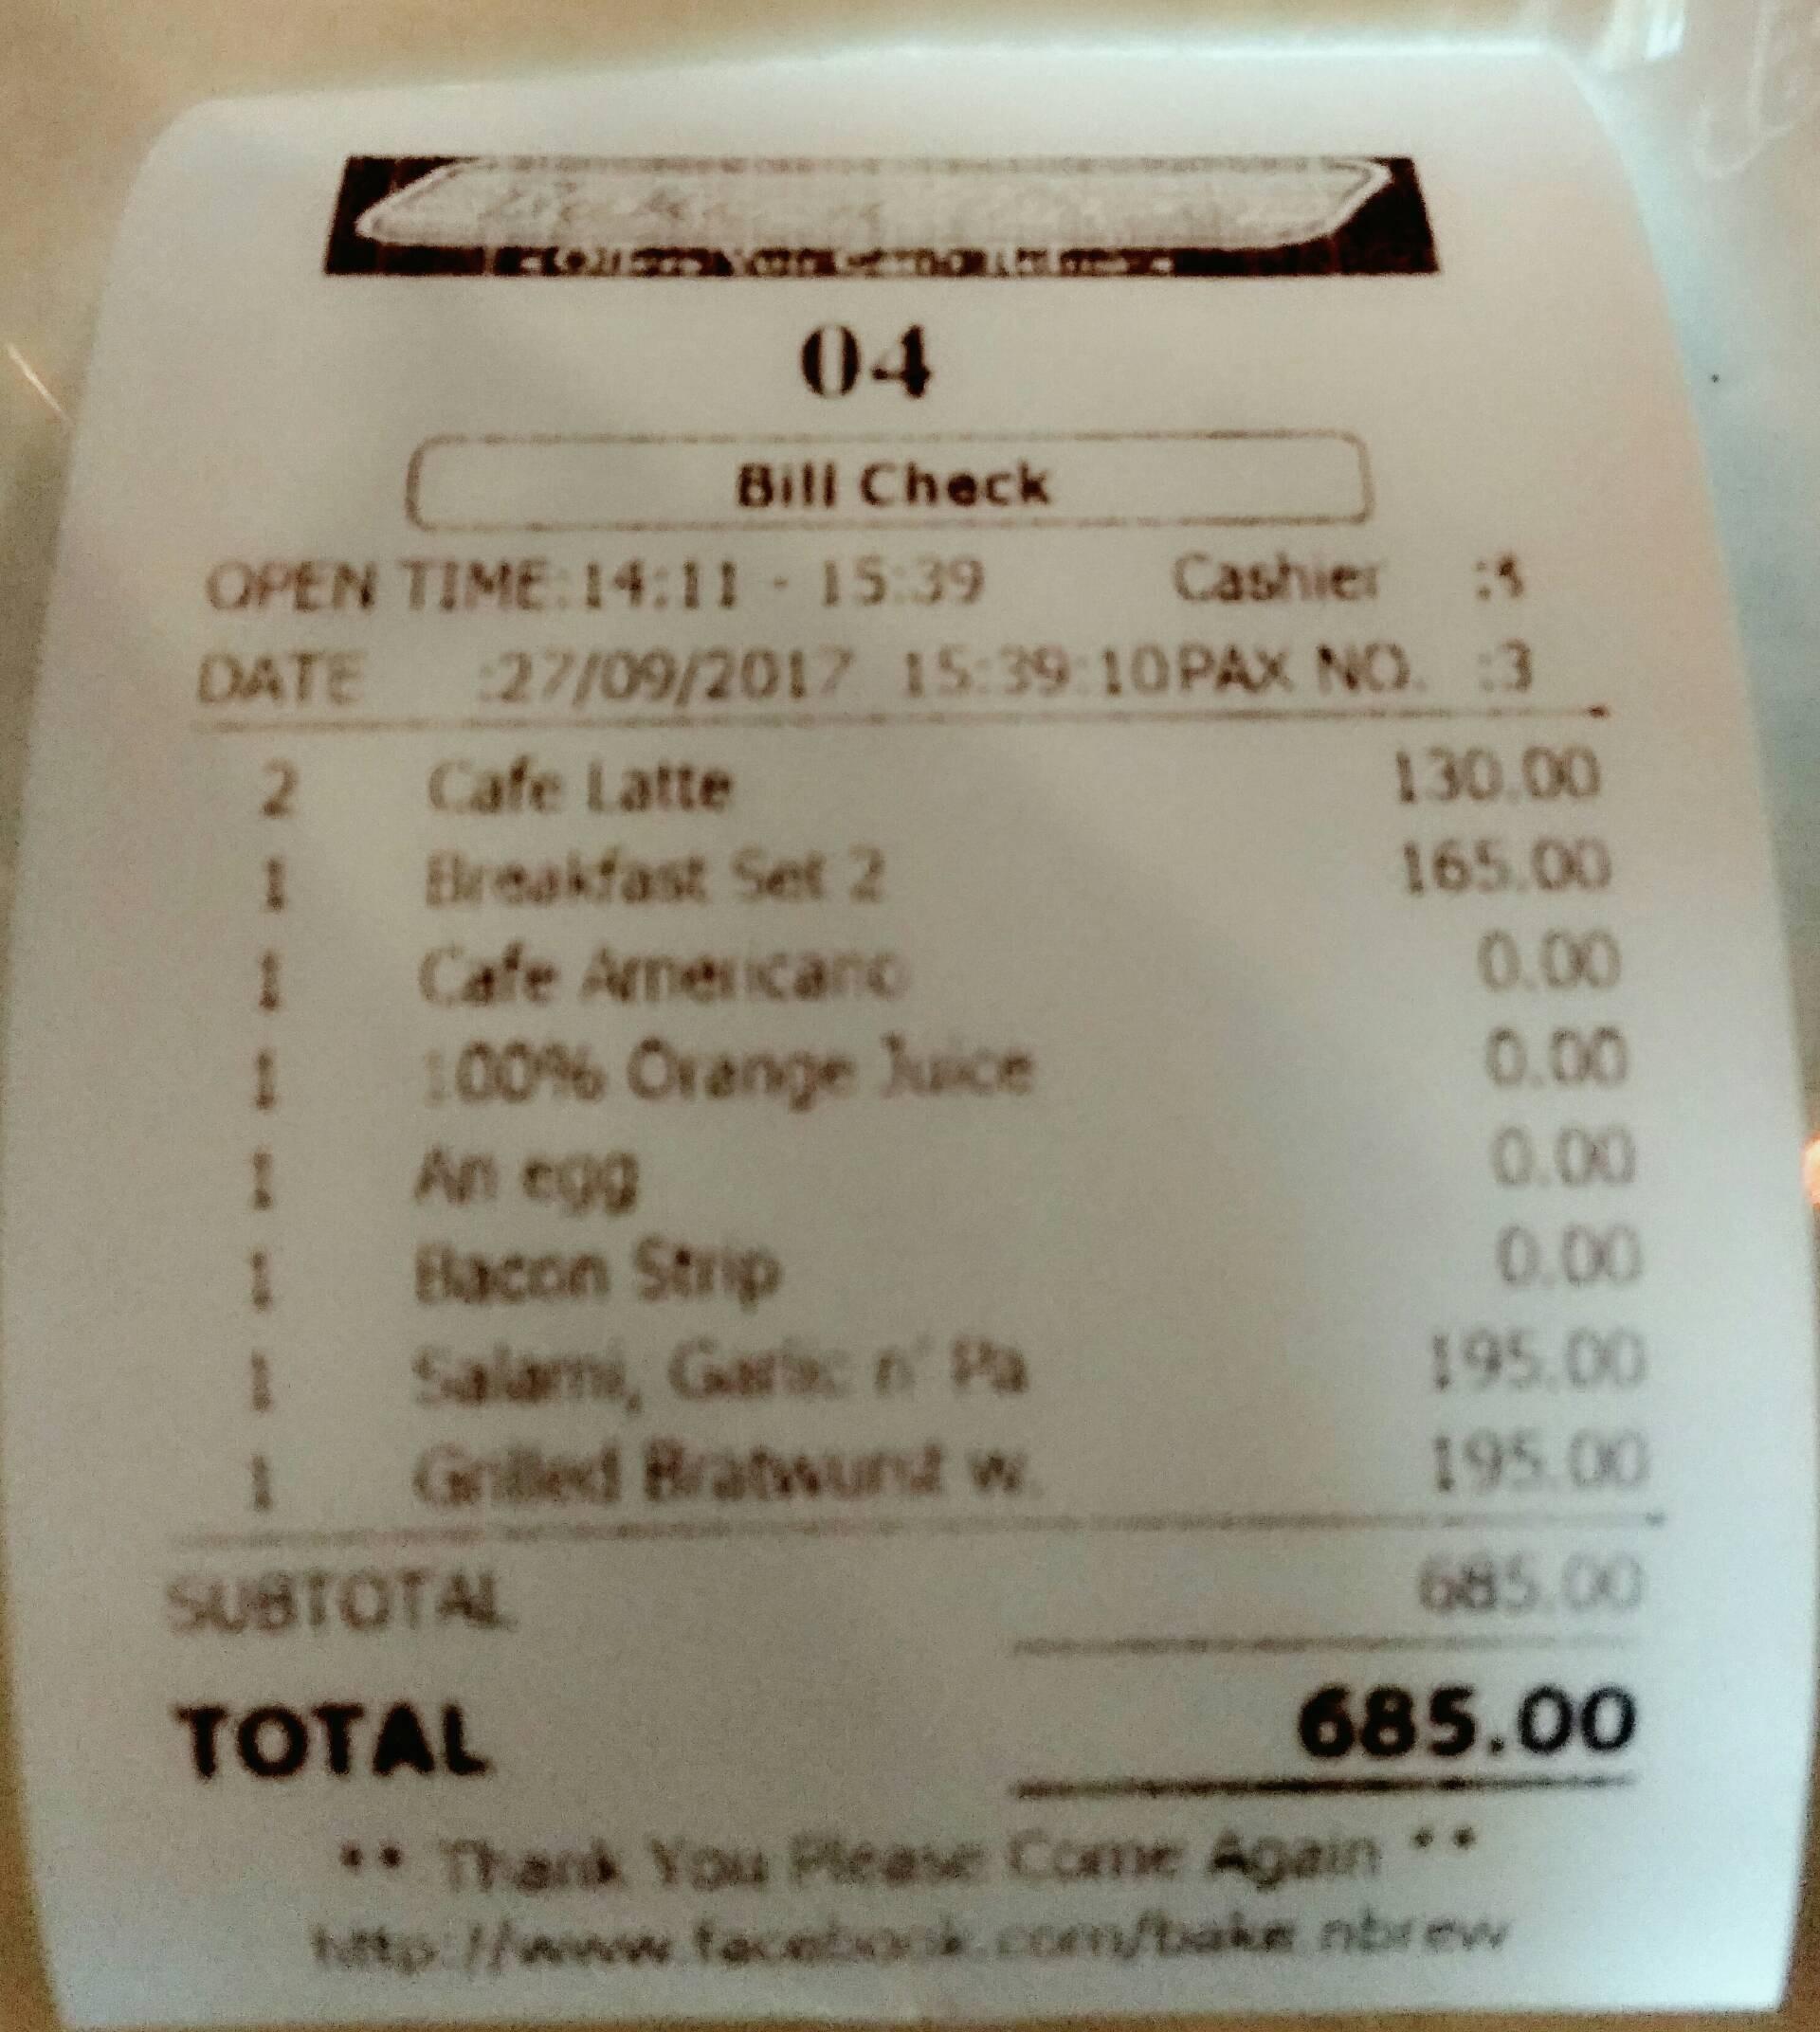 04
Bill Check
OPEN TIME:14:11 - 15:39 Cashier :
DATE :27/09/2017 15:39:10 PAX NO. :3
2 Cafe Latte 130.00
1 Breakfast Set 2 165.00
1 Cafe Americano 0.00
1 100% Orange Juice 0.00
1 An egg 0.00
1 Bacon Strip 0.00
1 Salami, Garlic n' Pa 195.00
1 Grilled Bratwurst w. 195.00
SUBTOTAL 685.00
TOTAL 685.00
** Thank You Please Come Again **
http://www.facebook.com/bake.nbrew